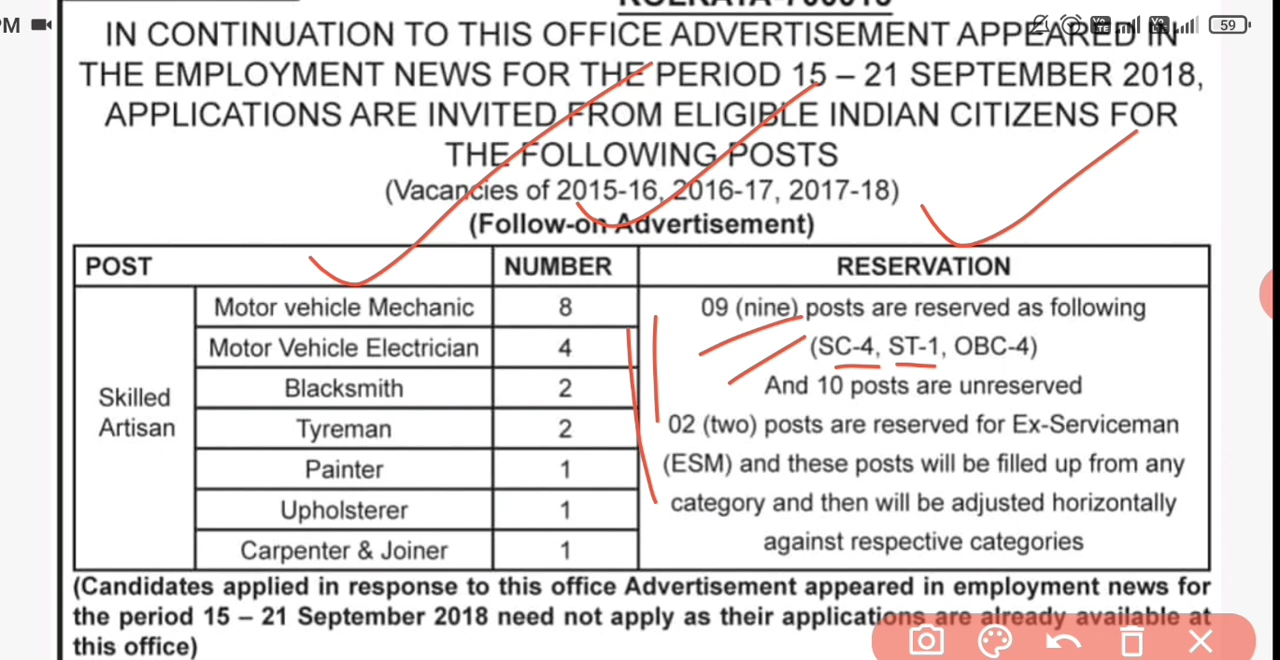 PM
59
KOLKATA-700015
IN CONTINUATION TO THIS OFFICE ADVERTISEMENT APPEARED IN
THE EMPLOYMENT NEWS FOR THE PERIOD 15 – 21 SEPTEMBER 2018,
APPLICATIONS ARE INVITED FROM ELIGIBLE INDIAN CITIZENS FOR
THE FOLLOWING POSTS
(Vacancies of 2015-16, 2016-17, 2017-18)
(Follow-on Advertisement)
POST NUMBER RESERVATION
Skilled Artisan
Motor vehicle Mechanic 8
Motor Vehicle Electrician 4
Blacksmith 2
Tyreman 2
Painter 1
Upholsterer 1
Carpenter & Joiner 1
09 (nine) posts are reserved as following
(SC-4, ST-1, OBC-4)
And 10 posts are unreserved
02 (two) posts are reserved for Ex-Serviceman
(ESM) and these posts will be filled up from any
category and then will be adjusted horizontally
against respective categories
(Candidates applied in response to this office Advertisement appeared in employment news for
the period 15 – 21 September 2018 need not apply as their applications are already available at
this office)